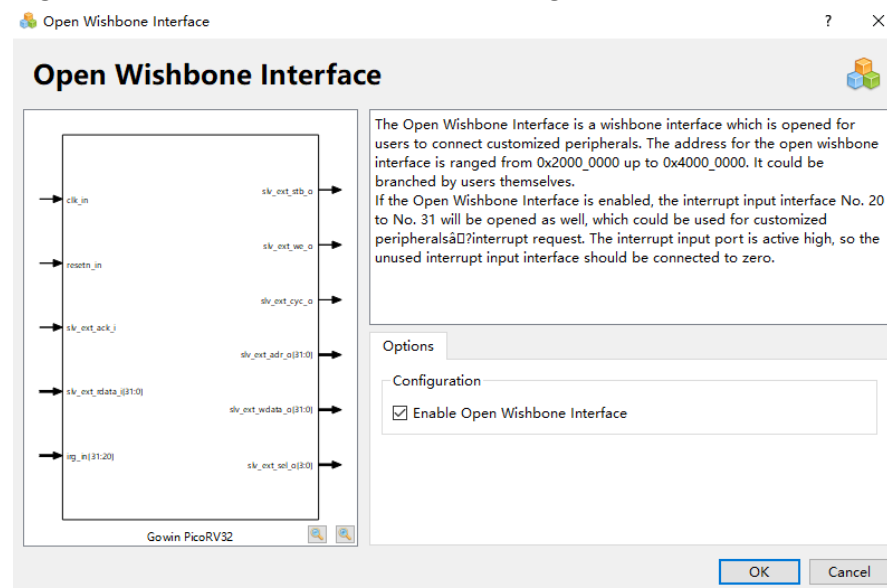 Open Wishbone Interface
?
Open Wishbone Interface
The Open Wishbone Interface is a wishbone interface which is opened for
users to connect customized peripherals. The address for the open wishbone
interface is ranged from 0x2000_0000 up to 0x4000_0000. It could be
branched by users themselves.
If the Open Wishbone Interface is enabled, the interrupt input interface No. 20
to No. 31 will be opened as well, which could be used for customized
peripheralsâ□?interrupt request. The interrupt input port is active high, so the
unused interrupt input interface should be connected to zero.
clk_in
resetn_in
slv_ext_ack_i
slv_ext_rdata_i(31:0)
irq_in(31:20)
slv_ext_stb_o
slv_ext_we_o
slv_ext_cyc_o
slv_ext_adr_o(31:0)
slv_ext_wdata_o(31:0)
slv_ext_sel_o(3:0)
Gowin PicoRV32
Options
Configuration
Enable Open Wishbone Interface
OK
Cancel